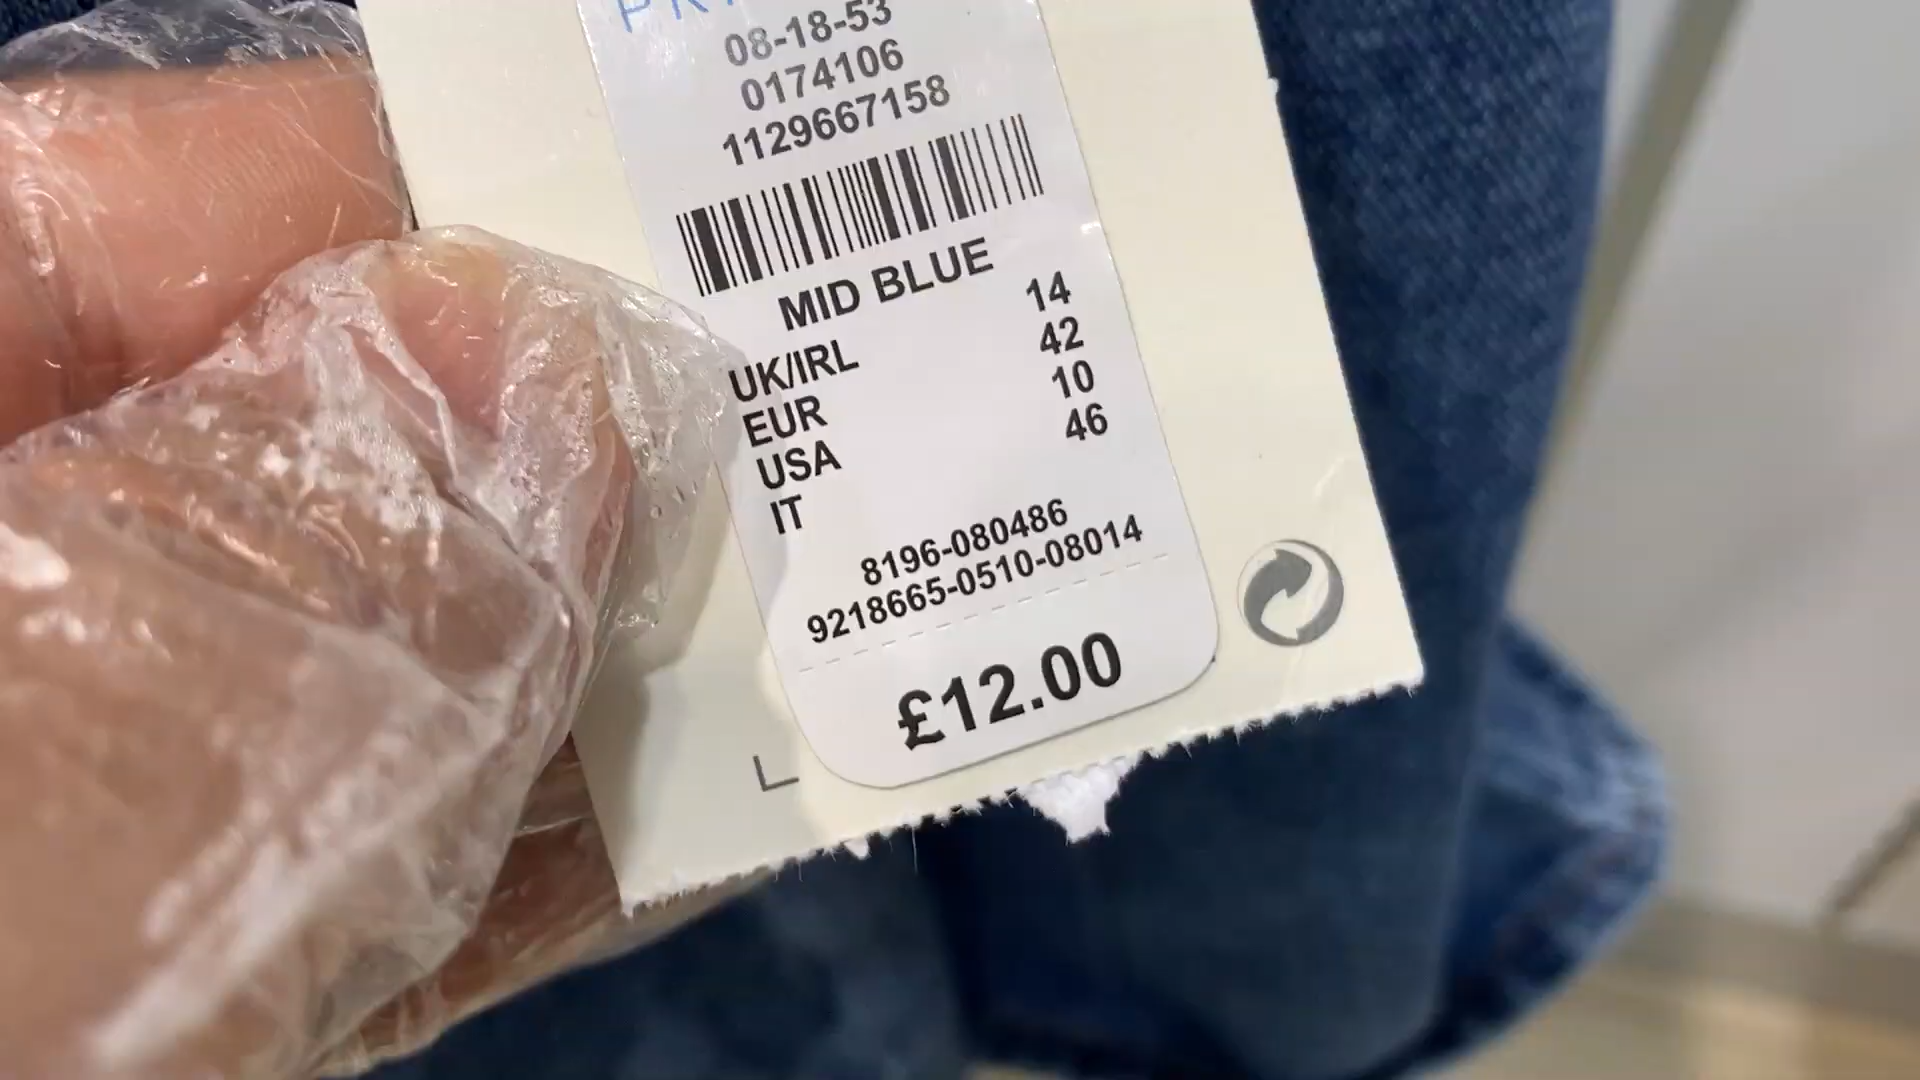 08-18-53
0174106
1129667158
MID BLUE
UK/IRL 14
EUR 42
USA 10
IT 46
8196-080486
9218665-0510-08014
£12.00